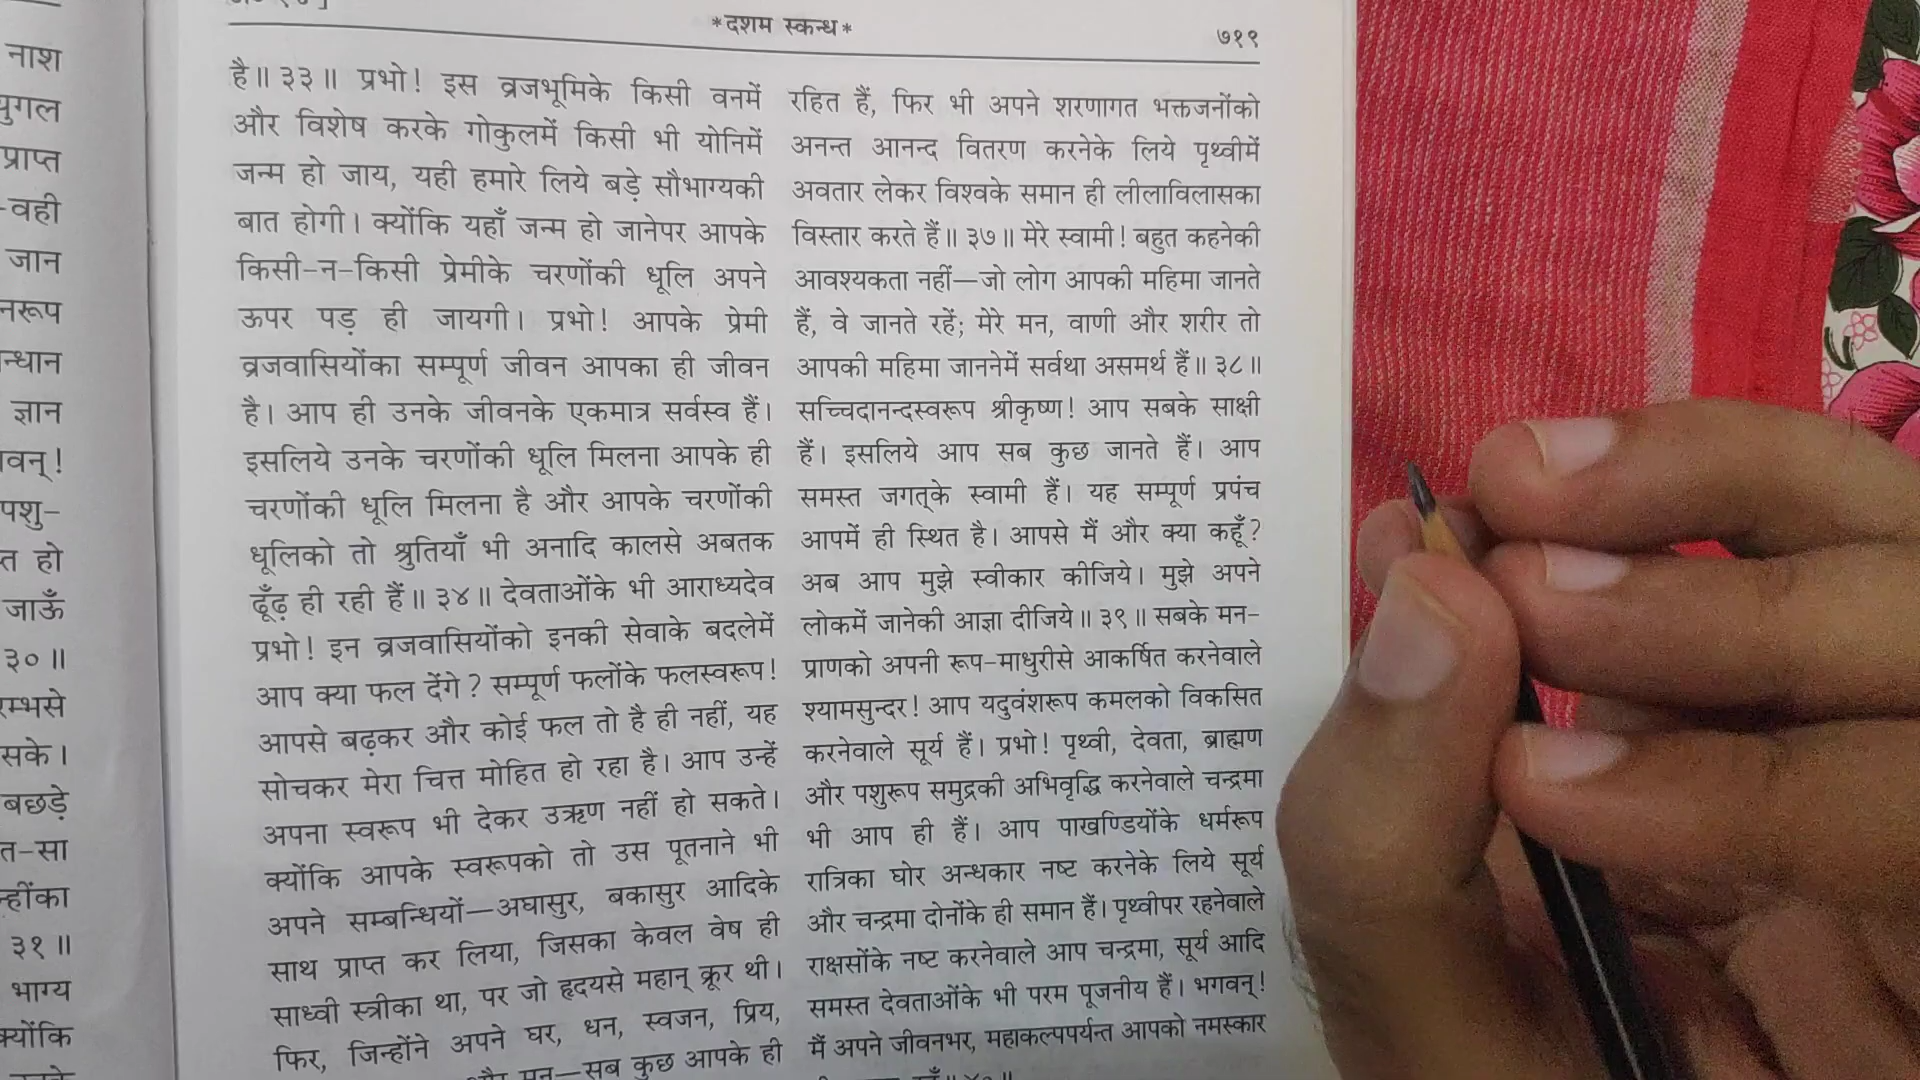 *दशम स्कन्ध*
७१९
नाश
युगल
प्राप्त
-वही
जान
नरूप
न्धान
ज्ञान
वन्!
पशु-
त हो
जाऊँ
३० ॥
रम्भसे
सके।
बछड़े
त-सा
न्हींका
३१ ॥
भाग्य
क्योंकि
है॥ ३३ ॥ प्रभो! इस व्रजभूमिके किसी वनमें
और विशेष करके गोकुलमें किसी भी योनिमें
जन्म हो जाय, यही हमारे लिये बड़े सौभाग्यकी
बात होगी। क्योंकि यहाँ जन्म हो जानेपर आपके
किसी-न-किसी प्रेमीके चरणोंकी धूलि अपने
ऊपर पड़ ही जायगी। प्रभो! आपके प्रेमी
व्रजवासियोंका सम्पूर्ण जीवन आपका ही जीवन
है। आप ही उनके जीवनके एकमात्र सर्वस्व हैं।
इसलिये उनके चरणोंकी धूलि मिलना आपके ही
चरणोंकी धूलि मिलना है और आपके चरणोंकी
धूलिको तो श्रुतियाँ भी अनादि कालसे अबतक
ढूँढ़ ही रही हैं॥ ३४ ॥ देवताओंके भी आराध्यदेव
प्रभो! इन व्रजवासियोंको इनकी सेवाके बदलेमें
आप क्या फल देंगे? सम्पूर्ण फलोंके फलस्वरूप!
आपसे बढ़कर और कोई फल तो है ही नहीं, यह
सोचकर मेरा चित्त मोहित हो रहा है। आप उन्हें
अपना स्वरूप भी देकर उऋण नहीं हो सकते।
क्योंकि आपके स्वरूपको तो उस पूतनाने भी
अपने सम्बन्धियों—अघासुर, बकासुर आदिके
साथ प्राप्त कर लिया, जिसका केवल वेष ही
साध्वी स्त्रीका था, पर जो हृदयसे महान् क्रूर थी।
फिर, जिन्होंने अपने घर, धन, स्वजन, प्रिय,
और मन—सब कुछ आपके ही
रहित हैं, फिर भी अपने शरणागत भक्तजनोंको
अनन्त आनन्द वितरण करनेके लिये पृथ्वीमें
अवतार लेकर विश्वके समान ही लीलाविलासका
विस्तार करते हैं॥ ३७ ॥ मेरे स्वामी! बहुत कहनेकी
आवश्यकता नहीं—जो लोग आपकी महिमा जानते
हैं, वे जानते रहें; मेरे मन, वाणी और शरीर तो
आपकी महिमा जाननेमें सर्वथा असमर्थ हैं॥ ३८ ॥
सच्चिदानन्दस्वरूप श्रीकृष्ण! आप सबके साक्षी
हैं। इसलिये आप सब कुछ जानते हैं। आप
समस्त जगत्‌के स्वामी हैं। यह सम्पूर्ण प्रपंच
आपमें ही स्थित है। आपसे मैं और क्या कहूँ?
अब आप मुझे स्वीकार कीजिये। मुझे अपने
लोकमें जानेकी आज्ञा दीजिये॥ ३९ ॥ सबके मन-
प्राणको अपनी रूप-माधुरीसे आकर्षित करनेवाले
श्यामसुन्दर! आप यदुवंशरूप कमलको विकसित
करनेवाले सूर्य हैं। प्रभो! पृथ्वी, देवता, ब्राह्मण
और पशुरूप समुद्रकी अभिवृद्धि करनेवाले चन्द्रमा
भी आप ही हैं। आप पाखण्डियोंके धर्मरूप
रात्रिका घोर अन्धकार नष्ट करनेके लिये सूर्य
और चन्द्रमा दोनोंके ही समान हैं। पृथ्वीपर रहनेवाले
राक्षसोंके नष्ट करनेवाले आप चन्द्रमा, सूर्य आदि
समस्त देवताओंके भी परम पूजनीय हैं। भगवन्!
मैं अपने जीवनभर, महाकल्पपर्यन्त आपको नमस्कार